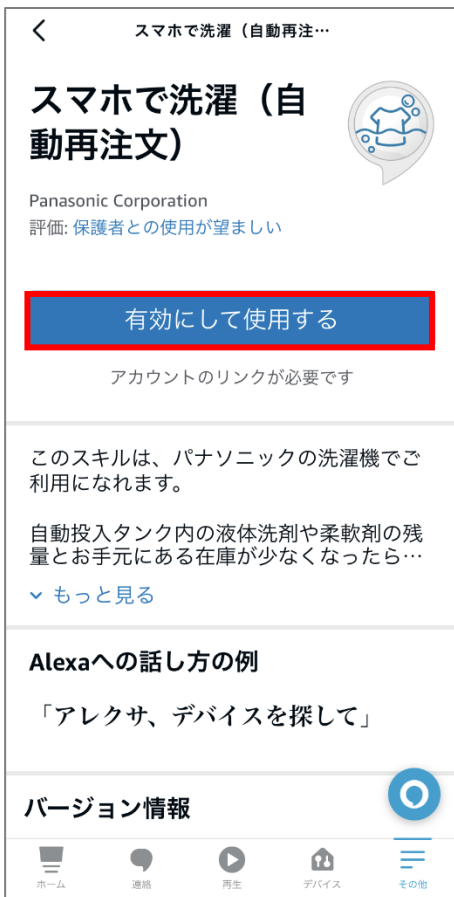 スマホで洗濯（自動再注…
スマホで洗濯（自
動再注文）
Panasonic Corporation
評価: 保護者との使用が望ましい
有効にして使用する
アカウントのリンクが必要です
このスキルは、パナソニックの洗濯機でご
利用になれます。
自動投入タンク内の液体洗剤や柔軟剤の残
量とお手元にある在庫が少なくなったら…
もっと見る
Alexaへの話し方の例
「アレクサ、デバイスを探して」
バージョン情報
ホーム 連絡 再生 デバイス その他